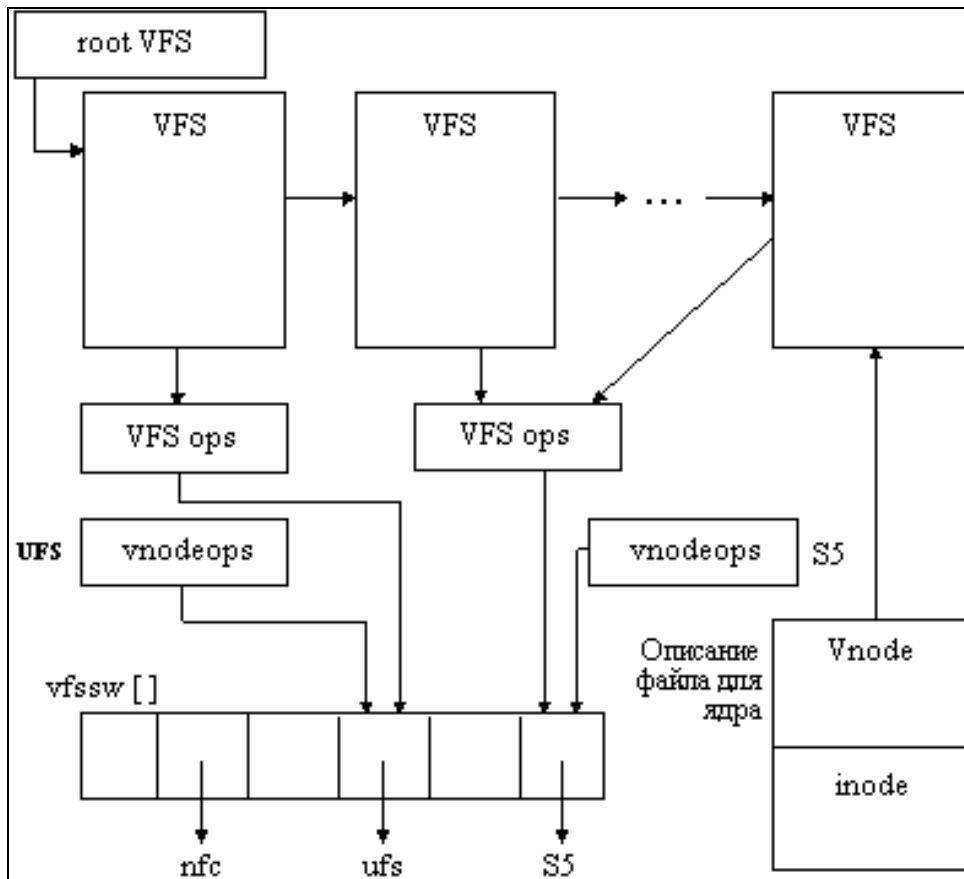 root VFS
VFS
VFS
VFS
...
VFS ops
VFS ops
UFS
vnodeops
vnodeops
S5
Описание
файла для
ядра
Vnode
vfssw [ ]
inode
nfc
ufs
S5